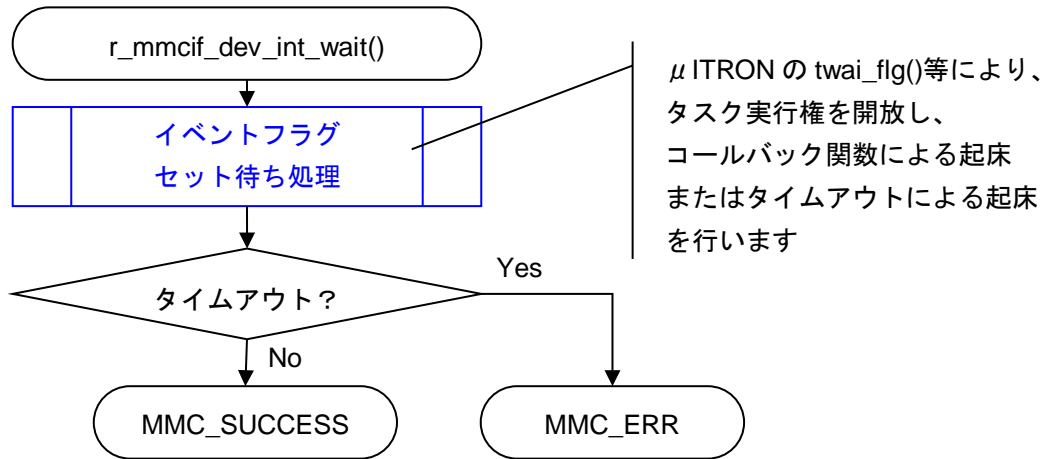 r_mmcif_dev_int_wait()
イベントフラグ
セット待ち処理
μITRON の twai_flg()等により、
タスク実行権を開放し、
コールバック関数による起床
またはタイムアウトによる起床
を行います
タイムアウト？
Yes
No
MMC_SUCCESS
MMC_ERR